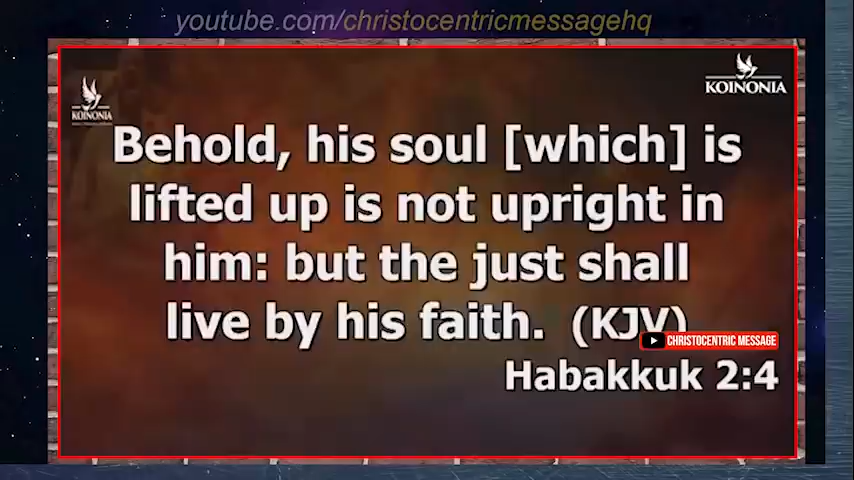 youtube.com/christocentricmessagehq
KOINONIA
KOINONIA
Behold, his soul [which] is
lifted up is not upright in
him: but the just shall
live by his faith. (KJV)
CHRISTOCENTRIC MESSAGE
Habakkuk 2:4